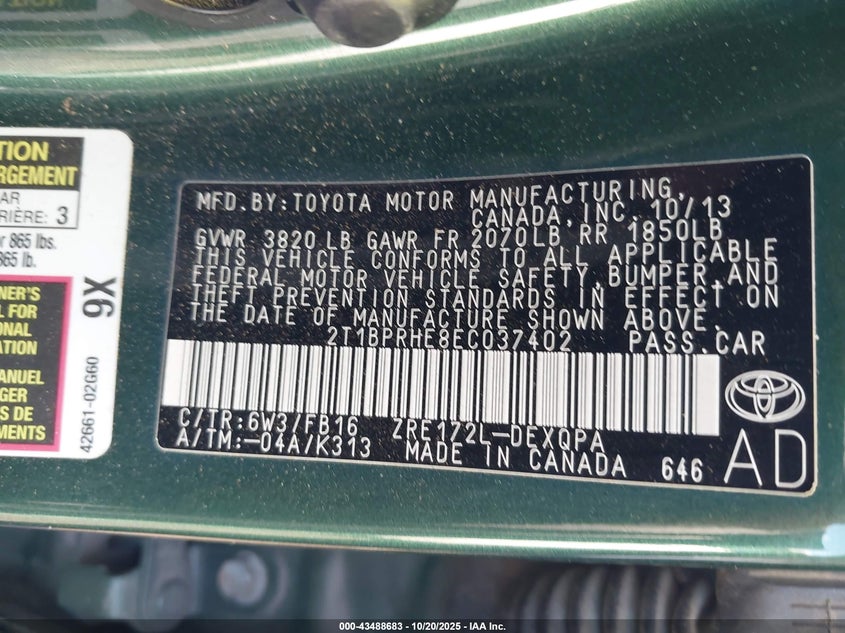 TION
RGEMENT
AR
RIÈRE: 3
r 865 lbs.
865 lb.
NER'S
L FOR
ONAL
ION
MANUEL
GER
S DE
MENTS
9X
42661-02G60
MFD.BY:TOYOTA MOTOR MANUFACTURING,
CANADA,INC. 10/13
GVWR 3820 LB GAWR FR 2070LB RR 1850LB
THIS VEHICLE CONFORMS TO ALL APPLICABLE
FEDERAL MOTOR VEHICLE SAFETY,BUMPER,AND
THEFT PREVENTION STANDARDS IN EFFECT ON
THE DATE OF MANUFACTURE SHOWN ABOVE.
2T1BPRHE8EC037402 PASS.CAR
C/TR:6W3/FB16 ZRE172L-DEXQPA
A/TM:-04A/K313 MADE IN CANADA 646
AD
TOYOTA
000-43488683 | 10/20/2025 – IAA Inc.